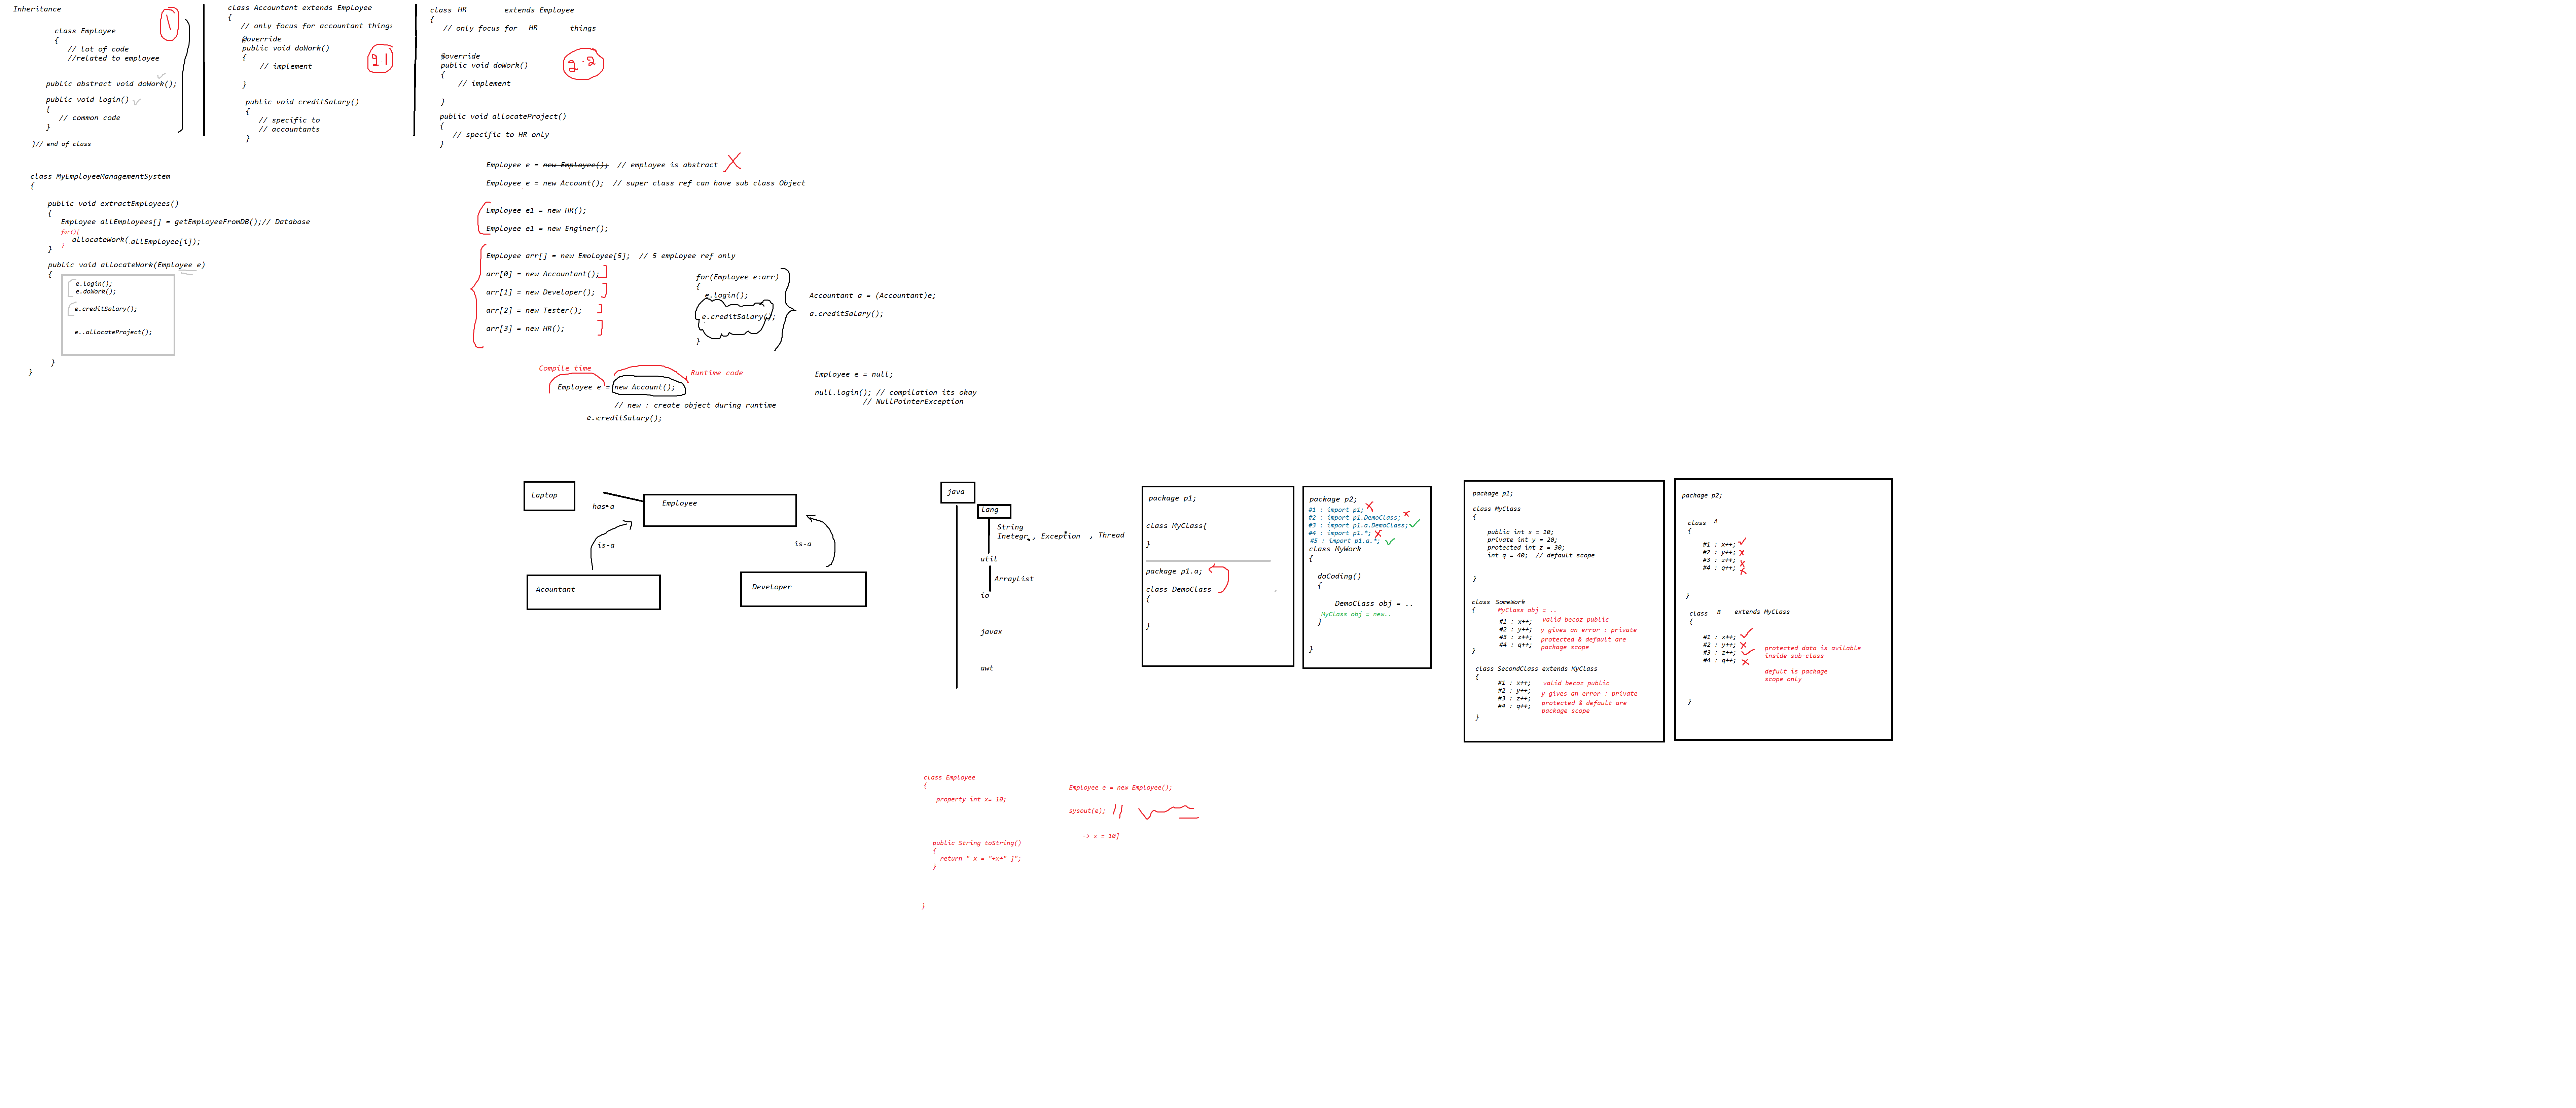 Inheritance
class Employee
{
// lot of code
//related to employee
public abstract void doWork();
public void login()
{
// common code
}
}// end of class
1
class Accountant extends Employee
{
// only focus for accountant things
@override
public void doWork()
{
// implement
}
public void creditSalary()
{
// specific to
// accountants
}
2 1
class HR extends Employee
{
// only focus for HR things
@override
public void doWork()
{
// implement
}
public void allocateProject()
{
// specific to HR only
}
2.2
class MyEmployeeManagementSystem
{
public void extractEmployees()
{
Employee allEmployees[] = getEmployeeFromDB();// Database
for(){
allocateWork( allEmployee[i]);
}
}
public void allocateWork(Employee e)
{
e.login();
e.doWork();
e.creditSalary();
e..allocateProject();
}
}
Employee e = new Employee(); // employee is abstract
Employee e = new Account(); // super class ref can have sub class Object
Employee e1 = new HR();
Employee e1 = new Enginer();
Employee arr[] = new Emoloyee[5]; // 5 employee ref only
arr[0] = new Accountant();
arr[1] = new Developer();
arr[2] = new Tester();
arr[3] = new HR();
for(Employee e:arr)
{
e.login();
e.creditSalary();
}
Accountant a = (Accountant)e;
a.creditSalary();
Compile time
Runtime code
Employee e = new Account();
// new : create object during runtime
e.creditSalary();
Employee e = null;
null.login(); // compilation its okay
// NullPointerException
Laptop
has-a
Employee
is-a
is-a
Acountant
Developer
java
lang
String
Inetegr , Exception , Thread
util
ArrayList
io
javax
awt
package p1;
class MyClass{
}
package p1.a;
class DemoClass
{
}
package p2;
#1 : import p1;
#2 : import p1.DemoClass;
#3 : import p1.a.DemoClass;
#4 : import p1.*;
#5 : import p1.a.*;
class MyWork
{
doCoding()
{
DemoClass obj = ..
MyClass obj = new..
}
}
package p1;
class MyClass
{
public int x = 10;
private int y = 20;
protected int z = 30;
int q = 40; // default scope
}
class SomeWork
{ MyClass obj = ..
#1 : x++; valid becoz public
#2 : y++; y gives an error : private
#3 : z++; protected & default are
#4 : q++; package scope
}
class SecondClass extends MyClass
{
#1 : x++; valid becoz public
#2 : y++; y gives an error : private
#3 : z++; protected & default are
#4 : q++; package scope
}
package p2;
class A
{
#1 : x++;
#2 : y++;
#3 : z++;
#4 : q++;
}
class B extends MyClass
{
#1 : x++;
#2 : y++;
#3 : z++;
#4 : q++;
protected data is avilable
inside sub-class
defult is package
scope only
}
class Employee
{
property int x= 10;
public String toString()
{
return " x = "+x+" ]";
}
}
Employee e = new Employee();
sysout(e); //
-> x = 10]